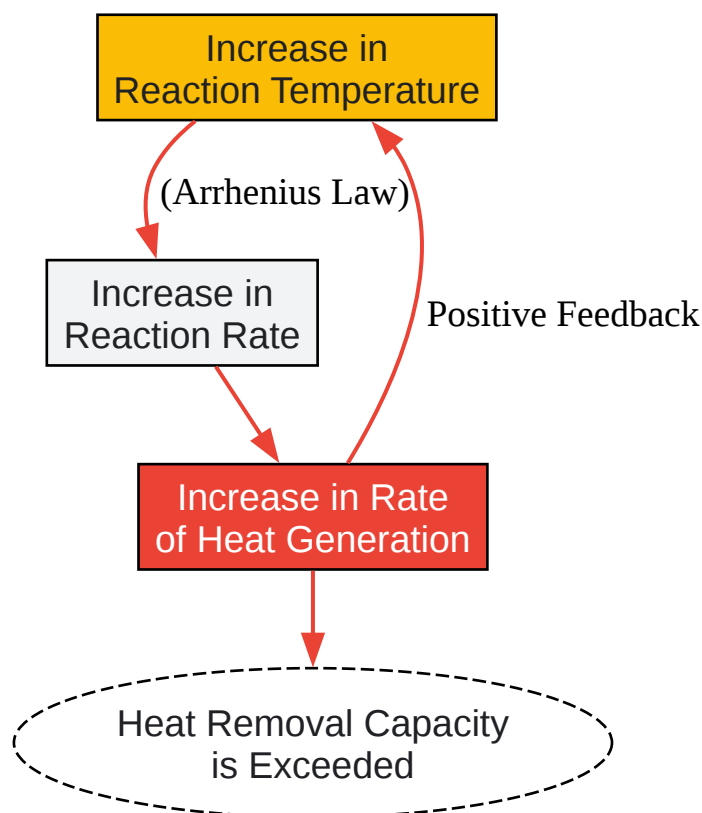 Increase in
Reaction Temperature
(Arrhenius Law)
Increase in
Reaction Rate
Positive Feedback
Increase in Rate
of Heat Generation
Heat Removal Capacity
is Exceeded